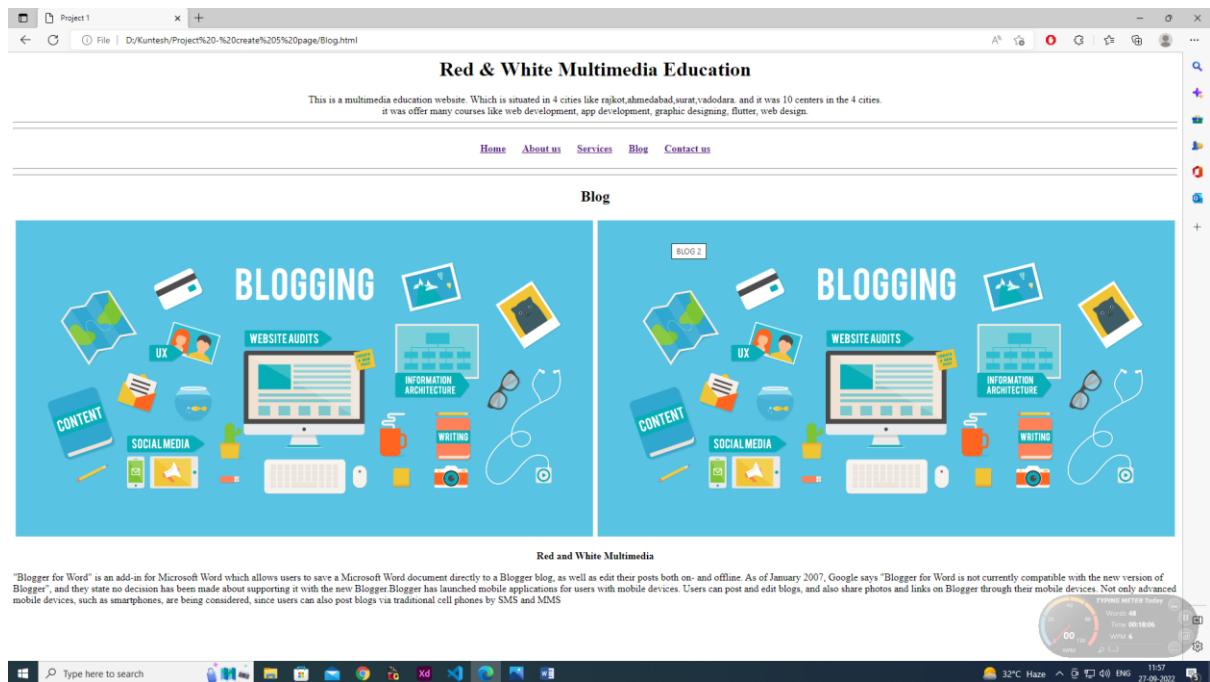 Project 1
File
D:/Kuntesh/Project%20-%20create%205%20page/Blog.html
Red & White Multimedia Education
This is a multimedia education website. Which is situated in 4 cities like rajkot,ahmedabad,surat,vadodara. and it was 10 centers in the 4 cities.
it was offer many courses like web development, app development, graphic designing, flutter, web design.
Home About us Services Blog Contact us
Blog
BLOGGING
WEBSITE AUDITS
UX
INFORMATION
ARCHITECTURE
CONTENT
SOCIAL MEDIA
WRITING
BLOG 2
BLOGGING
WEBSITE AUDITS
UX
INFORMATION
ARCHITECTURE
CONTENT
SOCIAL MEDIA
WRITING
Red and White Multimedia
"Blogger for Word" is an add-in for Microsoft Word which allows users to save a Microsoft Word document directly to a Blogger blog, as well as edit their posts both on- and offline. As of January 2007, Google says "Blogger for Word is not currently compatible with the new version of
Blogger", and they state no decision has been made about supporting it with the new Blogger.Blogger has launched mobile applications for users with mobile devices. Users can post and edit blogs, and also share photos and links on Blogger through their mobile devices. Not only advanced
mobile devices, such as smartphones, are being considered, since users can also post blogs via traditional cell phones by SMS and MMS
TYPING METER Today
Words 48
Time 00:18:06
WPM 6
00
WPM
Type here to search
Xd
32°C Haze
ENG
11:57
27-09-2022